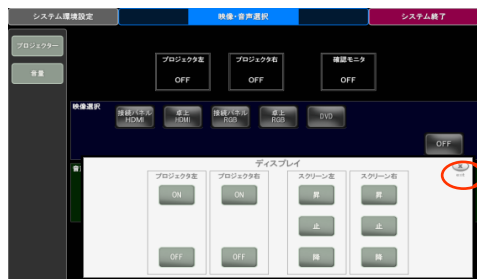 システム環境設定
映像・音声選択
システム終了
プロジェクター
音量
プロジェクタ左
OFF
プロジェクタ右
OFF
確認モニタ
OFF
映像選択
接続パネル
HDMI
卓上
HDMI
接続パネル
RGB
卓上
RGB
DVD
OFF
音
ディスプレイ
プロジェクタ左
プロジェクタ右
スクリーン左
スクリーン右
ON
ON
昇
昇
止
止
OFF
OFF
降
降